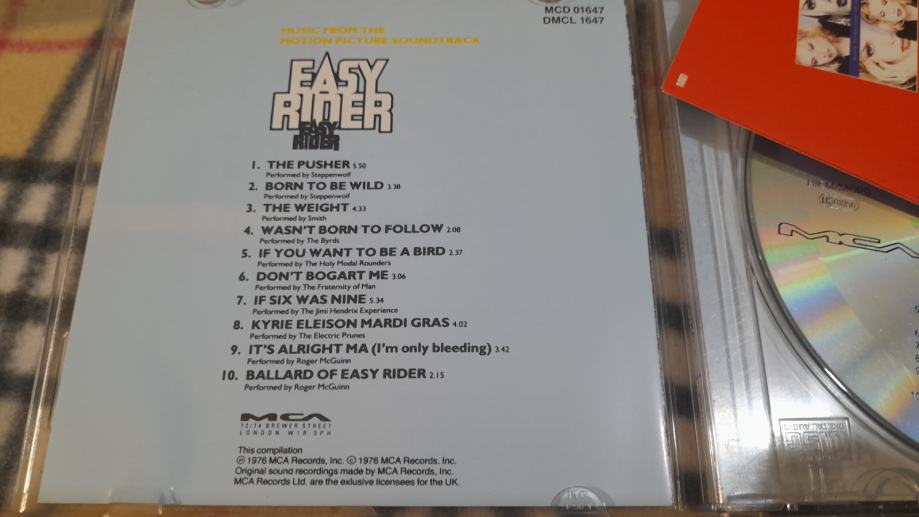 MCD 01647
DMCL 1647
MUSIC FROM THE
MOTION PICTURE SOUNDTRACK
EASY
RIDER
EASY
RIDER
1. THE PUSHER 5.50
Performed by Steppenwolf
2. BORN TO BE WILD 3.38
Performed by Steppenwolf
3. THE WEIGHT 4.33
Performed by Smith
4. WASN'T BORN TO FOLLOW 2.08
Performed by The Byrds
5. IF YOU WANT TO BE A BIRD 2.37
Performed by The Holy Modal Rounders
6. DON'T BOGART ME 3.06
Performed by The Fraternity of Man
7. IF SIX WAS NINE 5.34
Performed by The Jimi Hendrix Experience
8. KYRIE ELEISON MARDI GRAS 4.02
Performed by The Electric Prunes
9. IT'S ALRIGHT MA (I'm only bleeding) 3.42
Performed by Roger McGuinn
10. BALLARD OF EASY RIDER 2.15
Performed by Roger McGuinn
MCA
72/74 BREWER STREET
LONDON W1R 3PH
This compilation
℗ 1976 MCA Records, Inc. © 1976 MCA Records, Inc.
Original sound recordings made by MCA Records, Inc.
MCA Records Ltd. are the exlusive licensees for the UK.
MCA